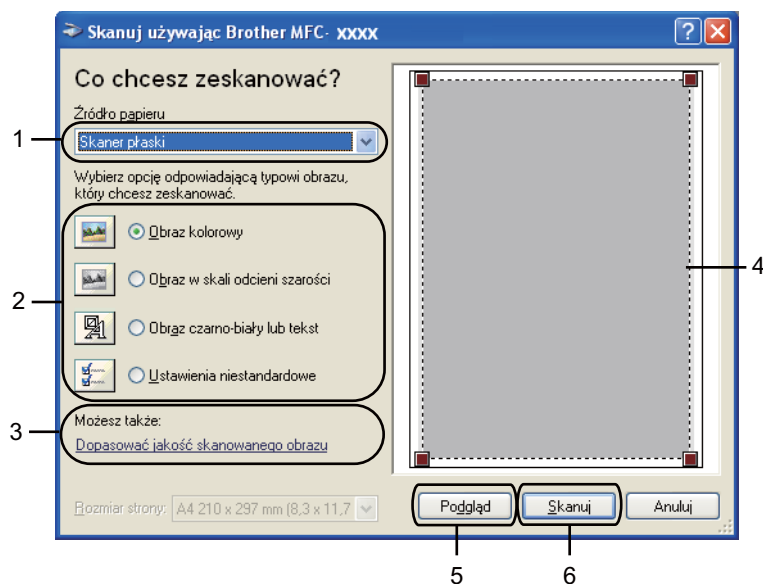 Skanuj używając Brother MFC- XXXX
Co chcesz zeskanować?
Źródło papieru
1
Skaner płaski
Wybierz opcję odpowiadającą typowi obrazu,
który chcesz zeskanować.
Obraz kolorowy
4
Obraz w skali odcieni szarości
2
Obraz czarno-biały lub tekst
Ustawienia niestandardowe
Możesz także:
3
Dopasować jakość skanowanego obrazu
Rozmiar strony: A4 210 x 297 mm (8,3 x 11,7
Podgląd
Skanuj
Anuluj
5
6